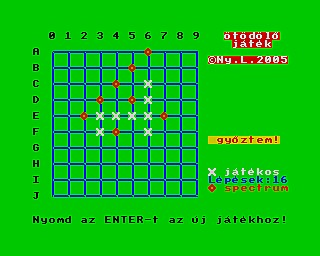 0 1 2 3 4 5 6 7 8 9
ötödölő
játék
©Ny.L.2005
A
B
C
D
E
F
G
H
I
J
győztem!
játékos
Lépések:16
spectrum
Nyomd az ENTER-t az új játékhoz!